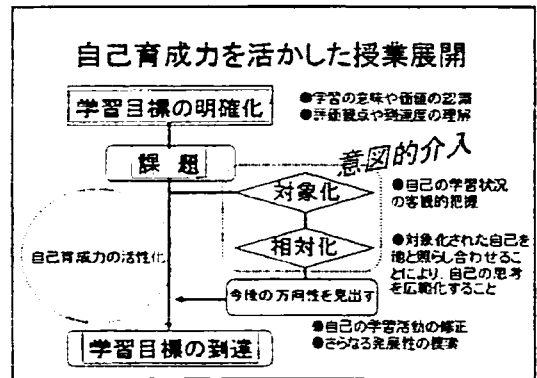 自己育成力を活かした授業展開
学習目標の明確化
●学習の意味や価値の認識
●評価観点や到達度の理解
課題
意図的介入
対象化
●自己の学習状況
の客観的把握
相対化
自己育成力の活性化
●対象化された自己を
他と照らし合わせるこ
とにより、自己の思考
を広範化すること
今後の方向性を見出す
●自己の学習活動の修正
●さらなる発展性の模索
学習目標の到達